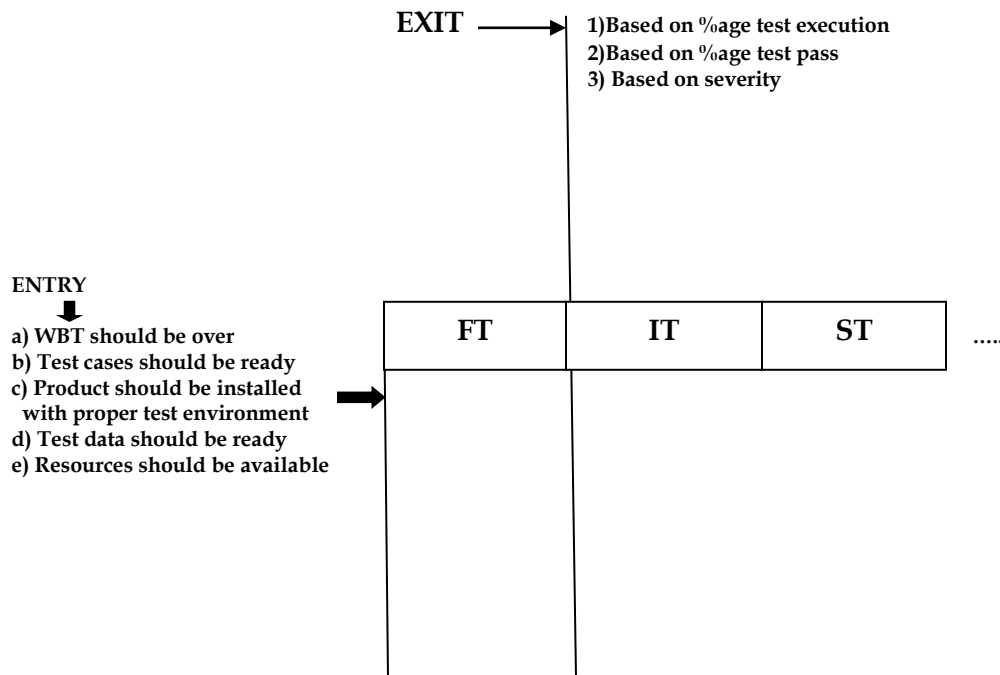 EXIT
1)Based on %age test execution
2)Based on %age test pass
3) Based on severity
ENTRY
a) WBT should be over
b) Test cases should be ready
c) Product should be installed
with proper test environment
d) Test data should be ready
e) Resources should be available
FT IT ST .....